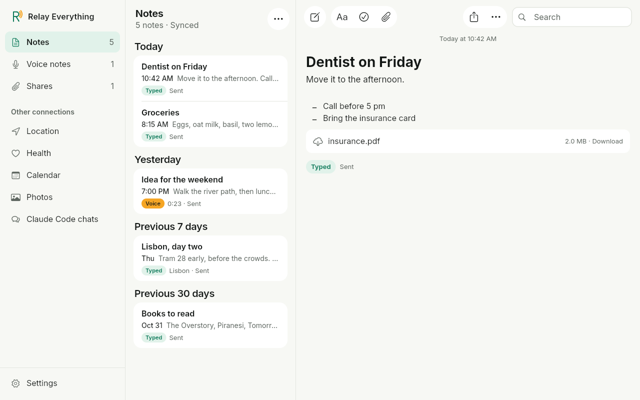 Relay Everything
Notes 5
Voice notes 1
Shares 1
Other connections
Location
Health
Calendar
Photos
Claude Code chats
Settings
Notes
5 notes · Synced
Today
Dentist on Friday
10:42 AM Move it to the afternoon. Call...
Typed Sent
Groceries
8:15 AM Eggs, oat milk, basil, two lemo...
Typed Sent
Yesterday
Idea for the weekend
7:00 PM Walk the river path, then lunc...
Voice 0:23 · Sent
Previous 7 days
Lisbon, day two
Thu Tram 28 early, before the crowds. ...
Typed Lisbon · Sent
Previous 30 days
Books to read
Oct 31 The Overstory, Piranesi, Tomorr...
Typed Sent
Aa
Search
Today at 10:42 AM
Dentist on Friday
Move it to the afternoon.
– Call before 5 pm
– Bring the insurance card
insurance.pdf 2.0 MB · Download
Typed Sent